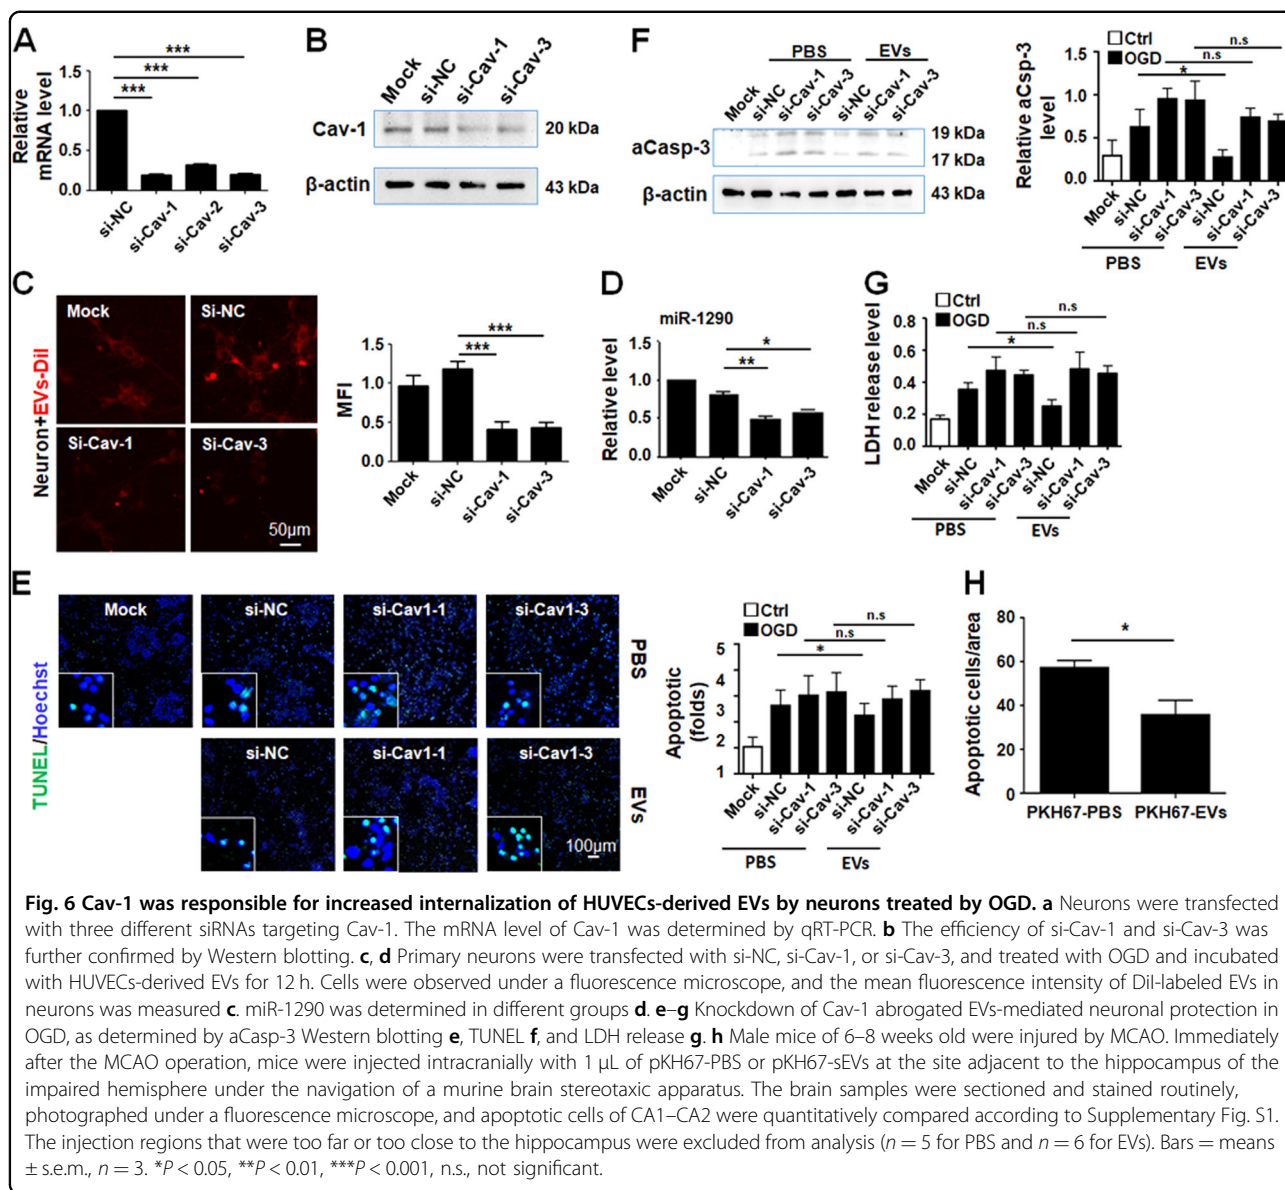 A
Relative
mRNA level
1.5
1.0
0.5
0.0
***
***
***
si-NC
si-Cav-1
si-Cav-2
si-Cav-3
B
Mock
si-NC
si-Cav-1
si-Cav-3
Cav-1
20 kDa
β-actin
43 kDa
F
PBS
EVs
Mock
si-NC
si-Cav-1
si-Cav-3
si-NC
si-Cav-1
si-Cav-3
aCasp-3
19 kDa
17 kDa
β-actin
43 kDa
Ctrl
OGD
n.s
n.s
*
Relative aCsp-3
level
1.5
1.0
0.5
0.0
Mock
si-NC
si-Cav-1
si-Cav-3
si-NC
si-Cav-1
si-Cav-3
PBS
EVs
C
Neuron+EVs-Dil
Mock
Si-NC
Si-Cav-1
Si-Cav-3
50μm
MFI
1.5
1.0
0.5
0.0
***
***
Mock
si-NC
si-Cav-1
si-Cav-3
D
miR-1290
Relative level
1.5
1.0
0.5
0.0
*
**
Mock
si-NC
si-Cav-1
si-Cav-3
G
Ctrl
OGD
n.s
n.s
*
LDH release level
0.8
0.6
0.4
0.2
0.0
Mock
si-NC
si-Cav-1
si-Cav-3
si-NC
si-Cav-1
si-Cav-3
PBS
EVs
E
TUNEL/Hoechst
Mock
si-NC
si-Cav1-1
si-Cav1-3
PBS
si-NC
si-Cav1-1
si-Cav1-3
EVs
100μm
Ctrl
OGD
n.s
n.s
*
Apoptotic
(folds)
5
4
3
2
1
Mock
si-NC
si-Cav-1
si-Cav-3
si-NC
si-Cav-1
si-Cav-3
PBS
EVs
H
Apoptotic cells/area
80
60
40
20
0
*
PKH67-PBS
PKH67-EVs
Fig. 6 Cav-1 was responsible for increased internalization of HUVECs-derived EVs by neurons treated by OGD. a Neurons were transfected
with three different siRNAs targeting Cav-1. The mRNA level of Cav-1 was determined by qRT-PCR. b The efficiency of si-Cav-1 and si-Cav-3 was
further confirmed by Western blotting. c, d Primary neurons were transfected with si-NC, si-Cav-1, or si-Cav-3, and treated with OGD and incubated
with HUVECs-derived EVs for 12 h. Cells were observed under a fluorescence microscope, and the mean fluorescence intensity of Dil-labeled EVs in
neurons was measured c. miR-1290 was determined in different groups d. e–g Knockdown of Cav-1 abrogated EVs-mediated neuronal protection in
OGD, as determined by aCasp-3 Western blotting e, TUNEL f, and LDH release g. h Male mice of 6–8 weeks old were injured by MCAO. Immediately
after the MCAO operation, mice were injected intracranially with 1 μL of pKH67-PBS or pKH67-sEVs at the site adjacent to the hippocampus of the
impaired hemisphere under the navigation of a murine brain stereotaxic apparatus. The brain samples were sectioned and stained routinely,
photographed under a fluorescence microscope, and apoptotic cells of CA1–CA2 were quantitatively compared according to Supplementary Fig. S1.
The injection regions that were too far or too close to the hippocampus were excluded from analysis (n = 5 for PBS and n = 6 for EVs). Bars = means
± s.e.m., n = 3. *P < 0.05, **P < 0.01, ***P < 0.001, n.s., not significant.